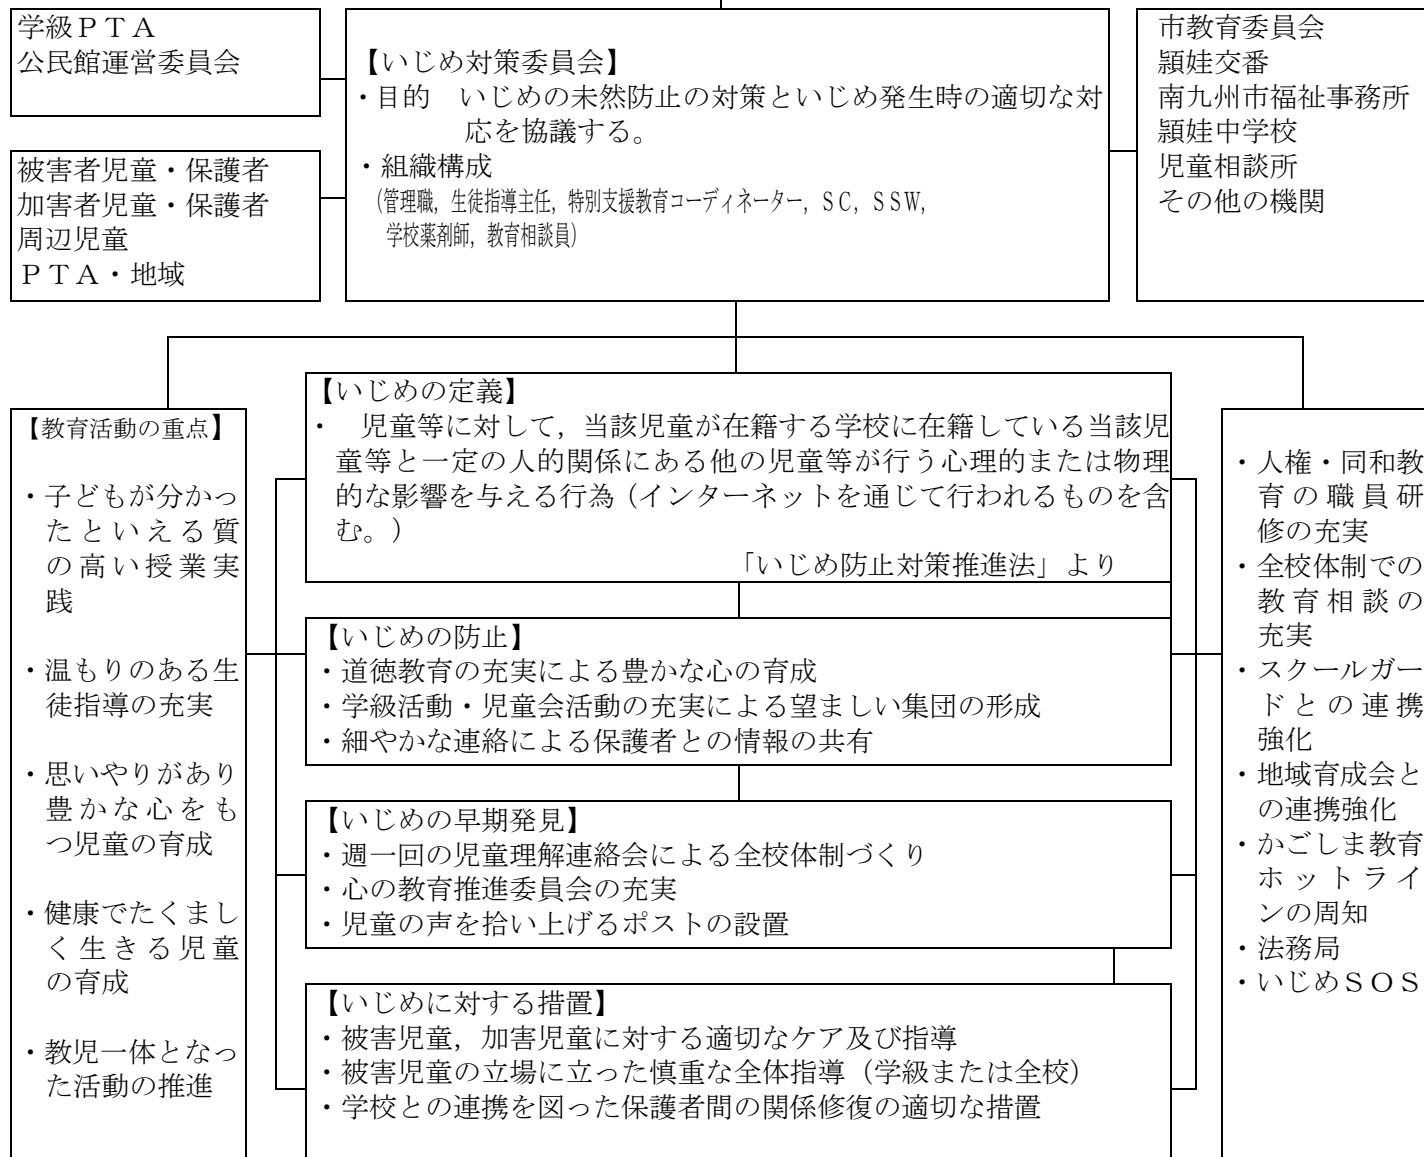 学級ＰＴＡ
公民館運営委員会
被害者児童・保護者
加害者児童・保護者
周辺児童
ＰＴＡ・地域
【いじめ対策委員会】
・目的　いじめの未然防止の対策といじめ発生時の適切な対
応を協議する。
・組織構成
(管理職，生徒指導主任，特別支援教育コーディネーター，ＳＣ，ＳＳＷ，
学校薬剤師，教育相談員)
市教育委員会
頴娃交番
南九州市福祉事務所
頴娃中学校
児童相談所
その他の機関
【教育活動の重点】
・子どもが分かっ
たといえる質
の高い授業実
践
・温もりのある生
徒指導の充実
・思いやりがあり
豊かな心をも
つ児童の育成
・健康でたくまし
く生きる児童
の育成
・教児一体となっ
た活動の推進
【いじめの定義】
・　児童等に対して，当該児童が在籍する学校に在籍している当該児
童等と一定の人的関係にある他の児童等が行う心理的または物理
的な影響を与える行為（インターネットを通じて行われるものを含
む。）
「いじめ防止対策推進法」より
【いじめの防止】
・道徳教育の充実による豊かな心の育成
・学級活動・児童会活動の充実による望ましい集団の形成
・細やかな連絡による保護者との情報の共有
【いじめの早期発見】
・週一回の児童理解連絡会による全校体制づくり
・心の教育推進委員会の充実
・児童の声を拾い上げるポストの設置
【いじめに対する措置】
・被害児童，加害児童に対する適切なケア及び指導
・被害児童の立場に立った慎重な全体指導（学級または全校）
・学校との連携を図った保護者間の関係修復の適切な措置
・人権・同和教
育の職員研
修の充実
・全校体制での
教育相談の
充実
・スクールガー
ドとの連携
強化
・地域育成会と
の連携強化
・かごしま教育
ホットライ
ンの周知
・法務局
・いじめＳＯＳ